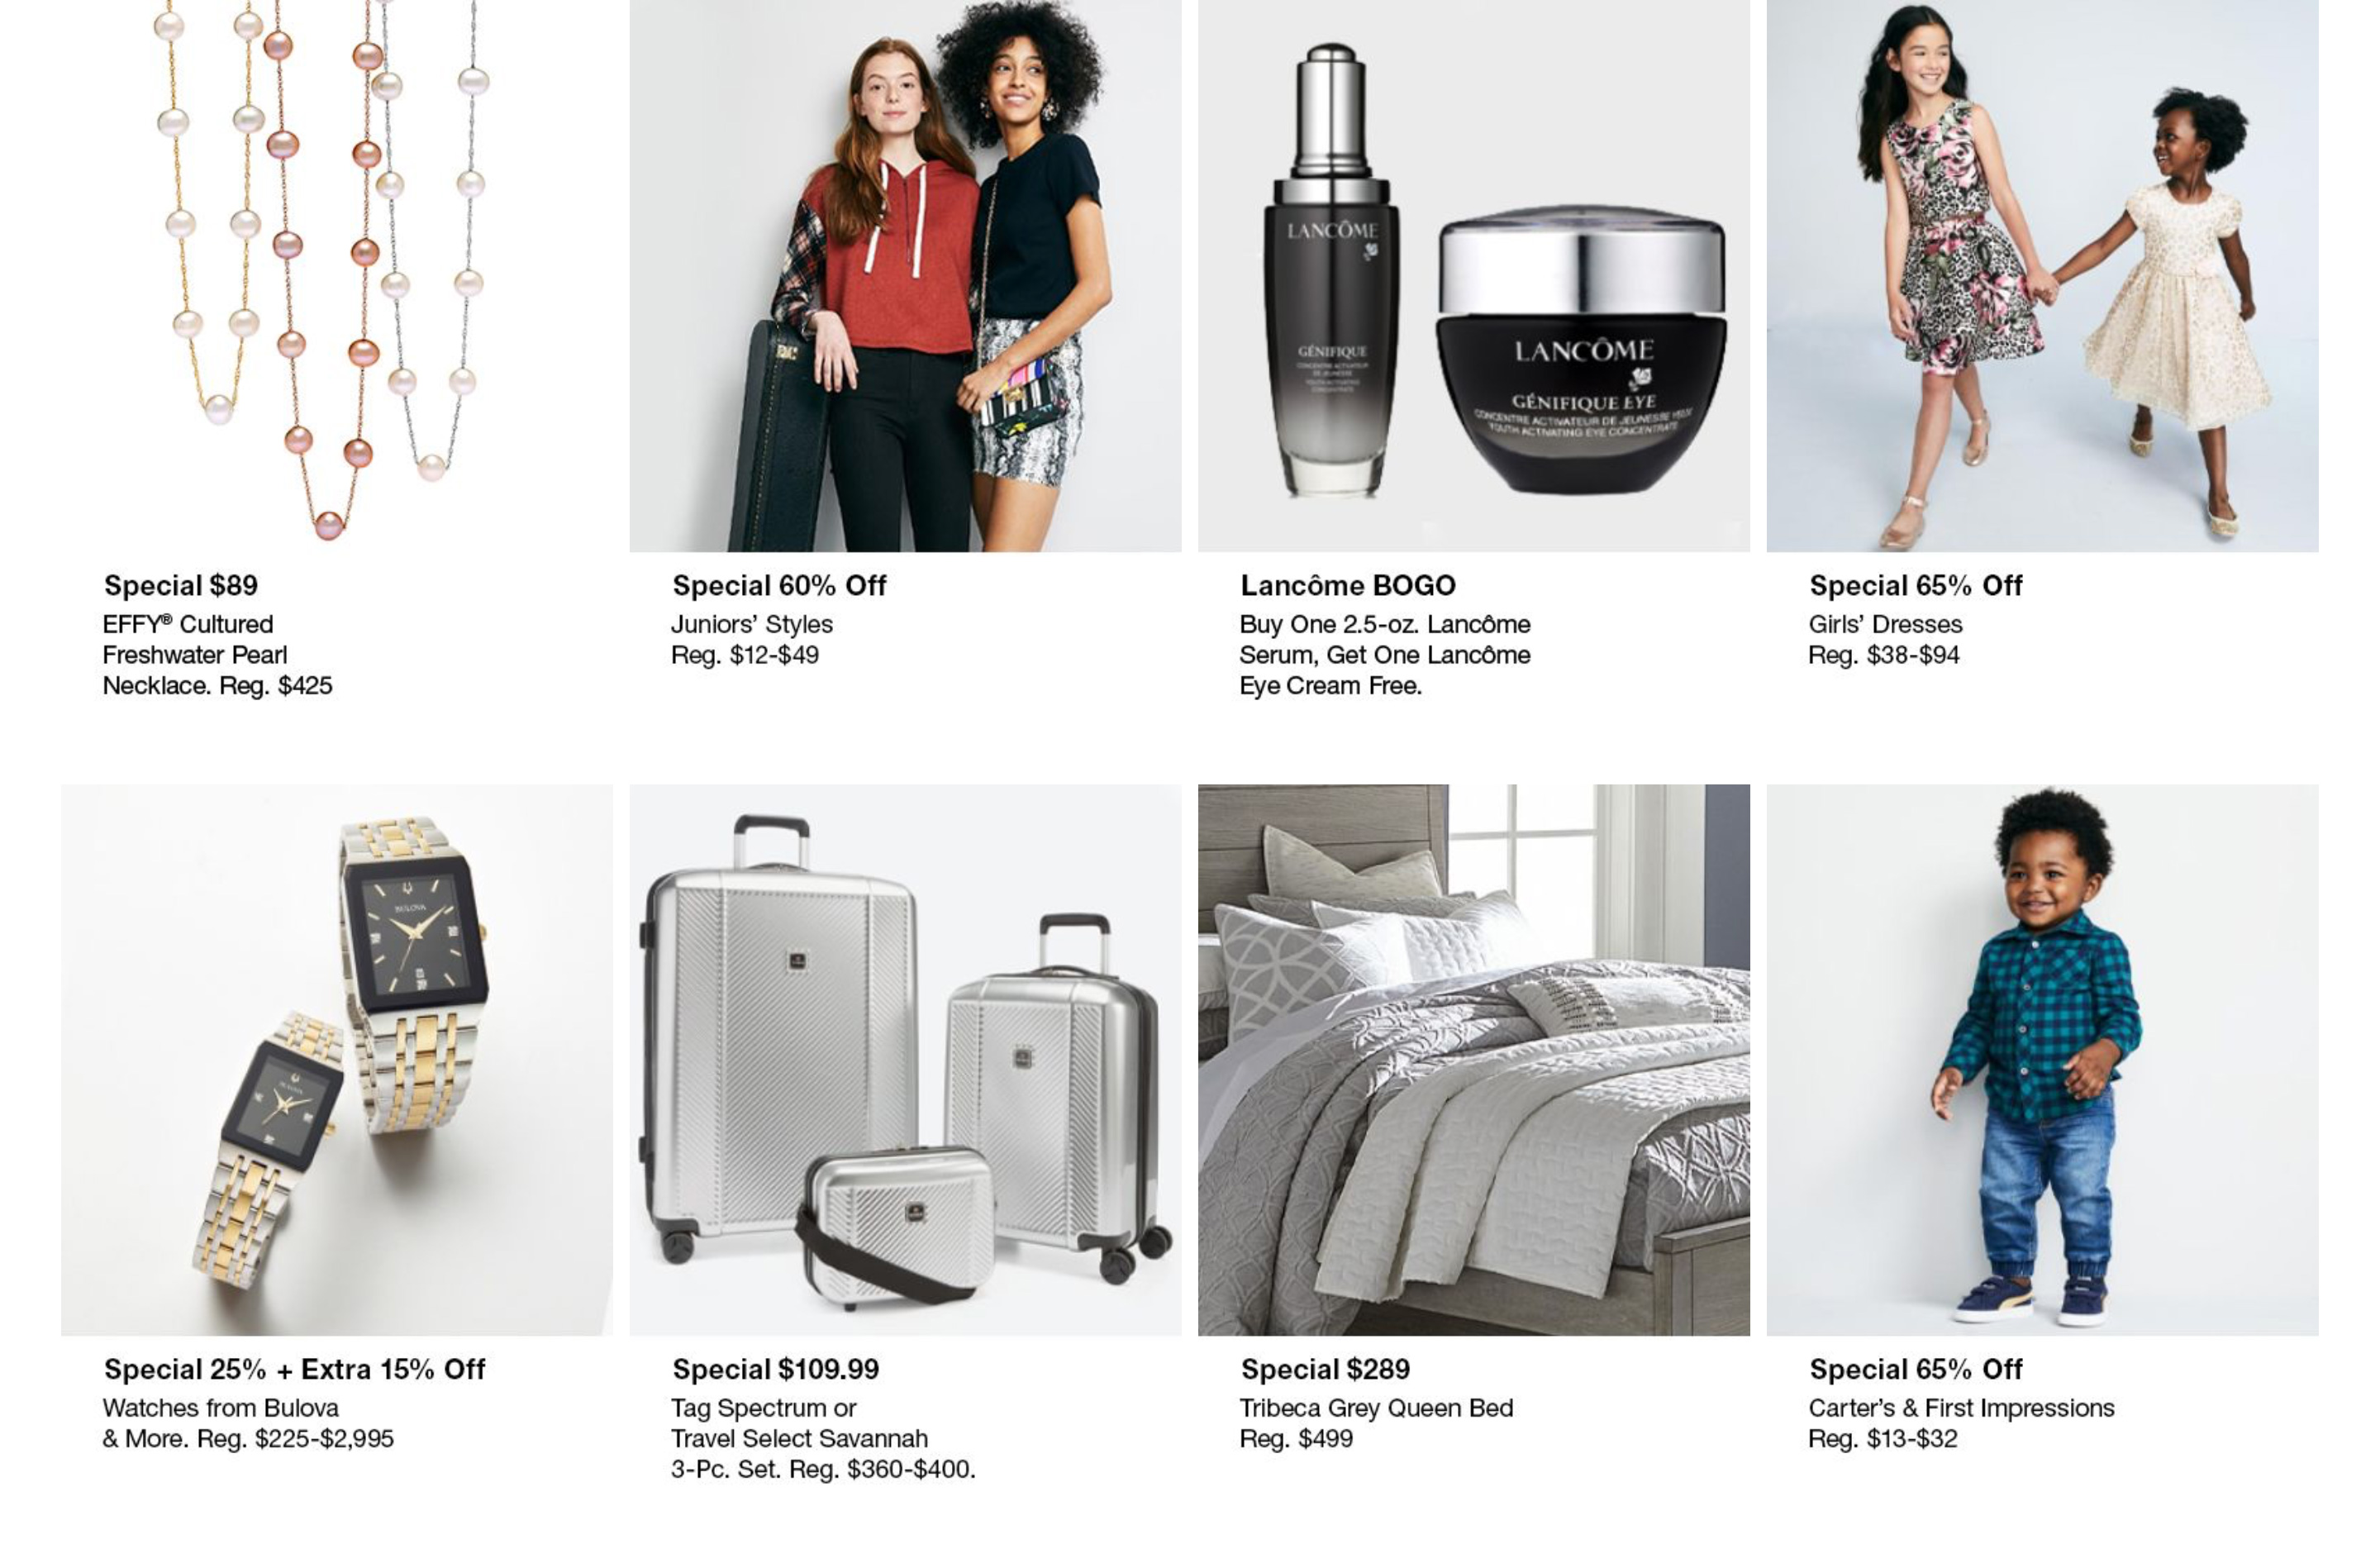 LANCÔME
GÉNIFIQUE
LANCÔME
GÉNIFIQUE EYE
CONCENTRÉ ACTIVATEUR DE JEUNESSE YEUX
YOUTH ACTIVATING EYE CONCENTRATE
Special $89
EFFY® Cultured
Freshwater Pearl
Necklace. Reg. $425
Special 60% Off
Juniors’ Styles
Reg. $12-$49
Lancôme BOGO
Buy One 2.5-oz. Lancôme
Serum, Get One Lancôme
Eye Cream Free.
Special 65% Off
Girls’ Dresses
Reg. $38-$94
BULOVA
BULOVA
Special 25% + Extra 15% Off
Watches from Bulova
& More. Reg. $225-$2,995
Special $109.99
Tag Spectrum or
Travel Select Savannah
3-Pc. Set. Reg. $360-$400.
Special $289
Tribeca Grey Queen Bed
Reg. $499
Special 65% Off
Carter’s & First Impressions
Reg. $13-$32